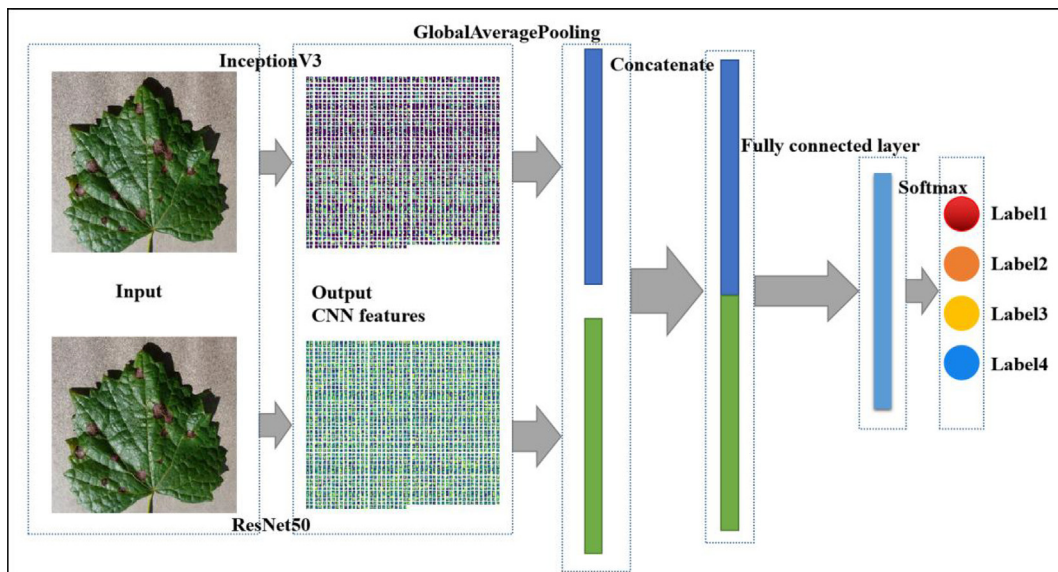 GlobalAveragePooling
InceptionV3
Concatenate
Fully connected layer
Softmax
Label1
Label2
Label3
Label4
Input
Output
CNN features
ResNet50